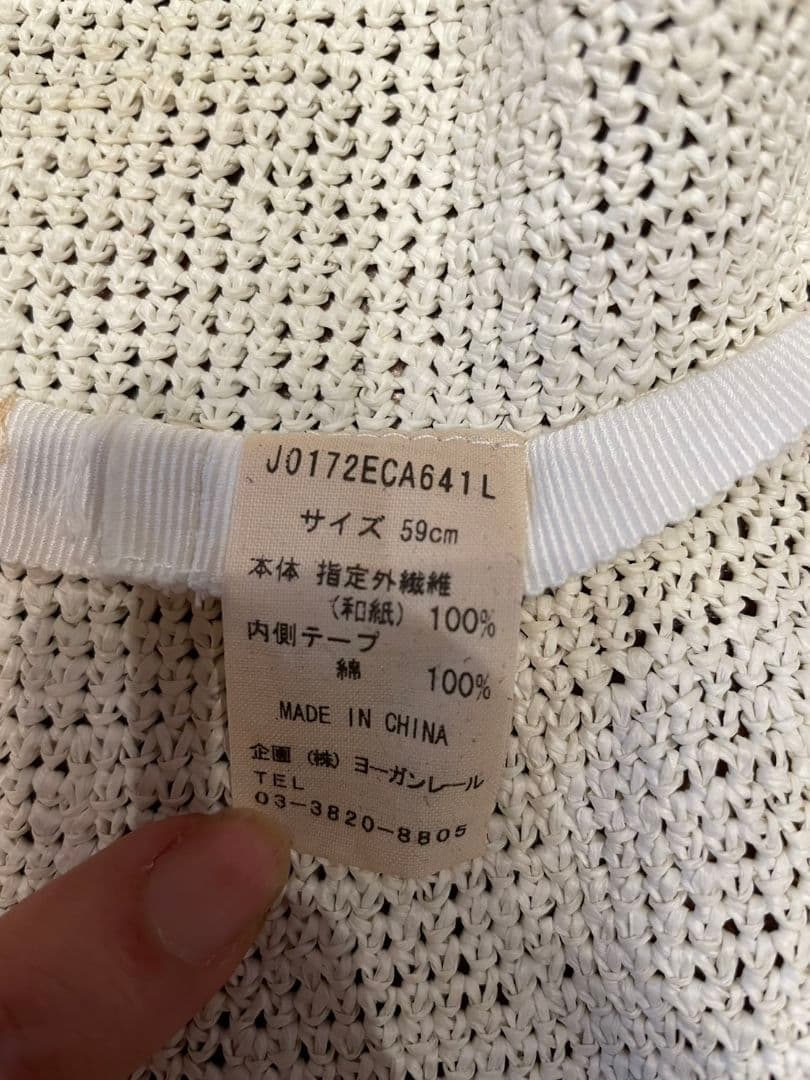 J0172ECA641L
サイズ 59cm
本体 指定外繊維
(和紙) 100%
内側テープ
綿 100%
MADE IN CHINA
企画 (株) ヨーガンレール
TEL
03-3820-8805